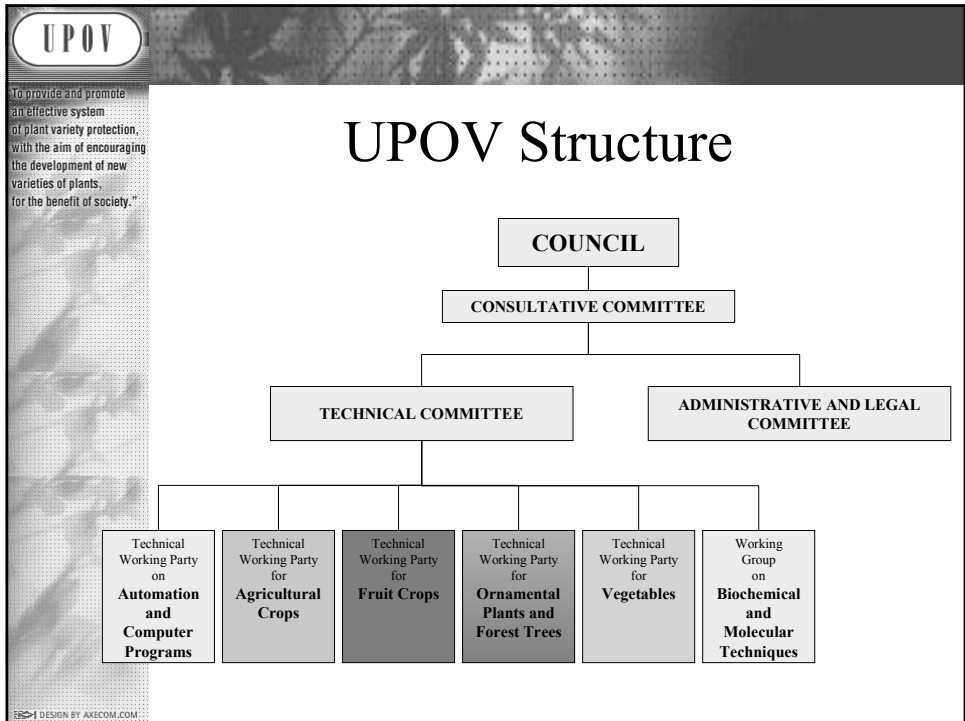 UPOV
"To provide and promote
an effective system
of plant variety protection,
with the aim of encouraging
the development of new
varieties of plants,
for the benefit of society."
UPOV Structure
COUNCIL
CONSULTATIVE COMMITTEE
TECHNICAL COMMITTEE
ADMINISTRATIVE AND LEGAL
COMMITTEE
Technical
Working Party
on
Automation
and
Computer
Programs
Technical
Working Party
for
Agricultural
Crops
Technical
Working Party
for
Fruit Crops
Technical
Working Party
for
Ornamental
Plants and
Forest Trees
Technical
Working Party
for
Vegetables
Working
Group
on
Biochemical
and
Molecular
Techniques
DESIGN BY AXECOM.COM